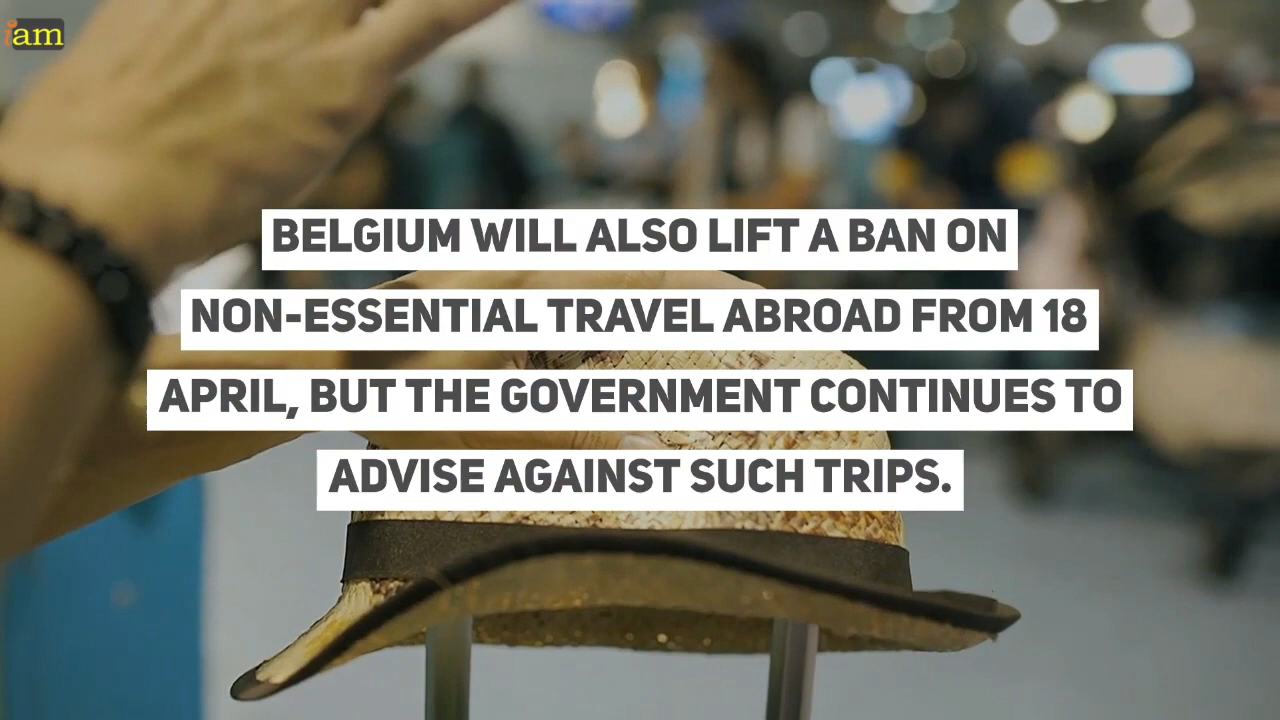 iam
BELGIUM WILL ALSO LIFT A BAN ON
NON-ESSENTIAL TRAVEL ABROAD FROM 18
APRIL, BUT THE GOVERNMENT CONTINUES TO
ADVISE AGAINST SUCH TRIPS.